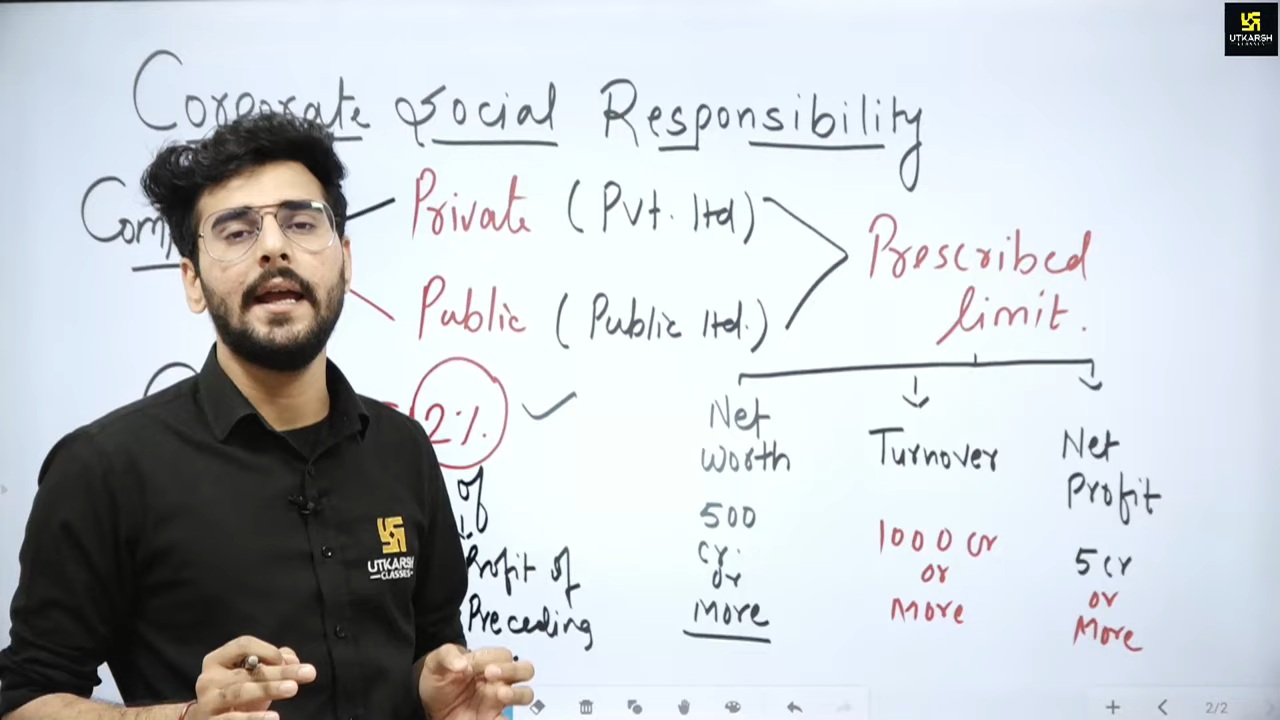 UTKARSH
CLASSES
Corporate Social Responsibility
Private (Pvt. ltd)
Public (Public ltd.)
Prescribed
limit.
2%
of
Profit of
Preceding
Net
Worth
500
cr.
or
More
Turnover
1000 cr
or
More
Net
Profit
5 cr
or
More
UTKARSH
CLASSES
2/2